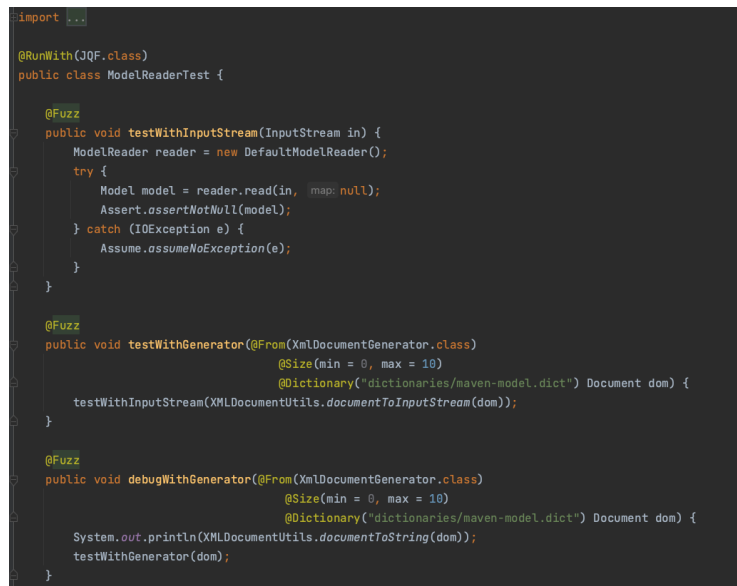 import ...
@RunWith(JQF.class)
public class ModelReaderTest {
@Fuzz
public void testWithInputStream(InputStream in) {
ModelReader reader = new DefaultModelReader();
try {
Model model = reader.read(in, map: null);
Assert.assertNotNull(model);
} catch (IOException e) {
Assume.assumeNoException(e);
}
}
@Fuzz
public void testWithGenerator(@From(XmlDocumentGenerator.class)
@Size(min = 0, max = 10)
@Dictionary("dictionaries/maven-model.dict") Document dom) {
testWithInputStream(XMLDocumentUtils.documentToInputStream(dom));
}
@Fuzz
public void debugWithGenerator(@From(XmlDocumentGenerator.class)
@Size(min = 0, max = 10)
@Dictionary("dictionaries/maven-model.dict") Document dom) {
System.out.println(XMLDocumentUtils.documentToString(dom));
testWithGenerator(dom);
}